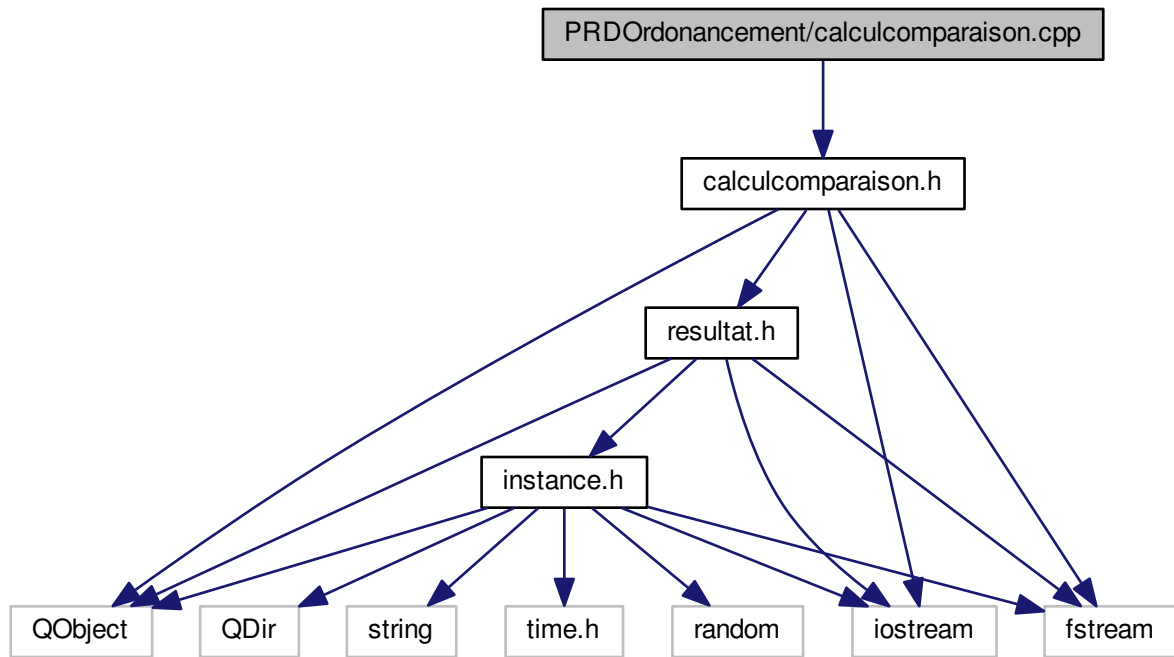 PRDOrdonancement/calculcomparaison.cpp
calculcomparaison.h
resultat.h
instance.h
QObject
QDir
string
time.h
random
iostream
fstream